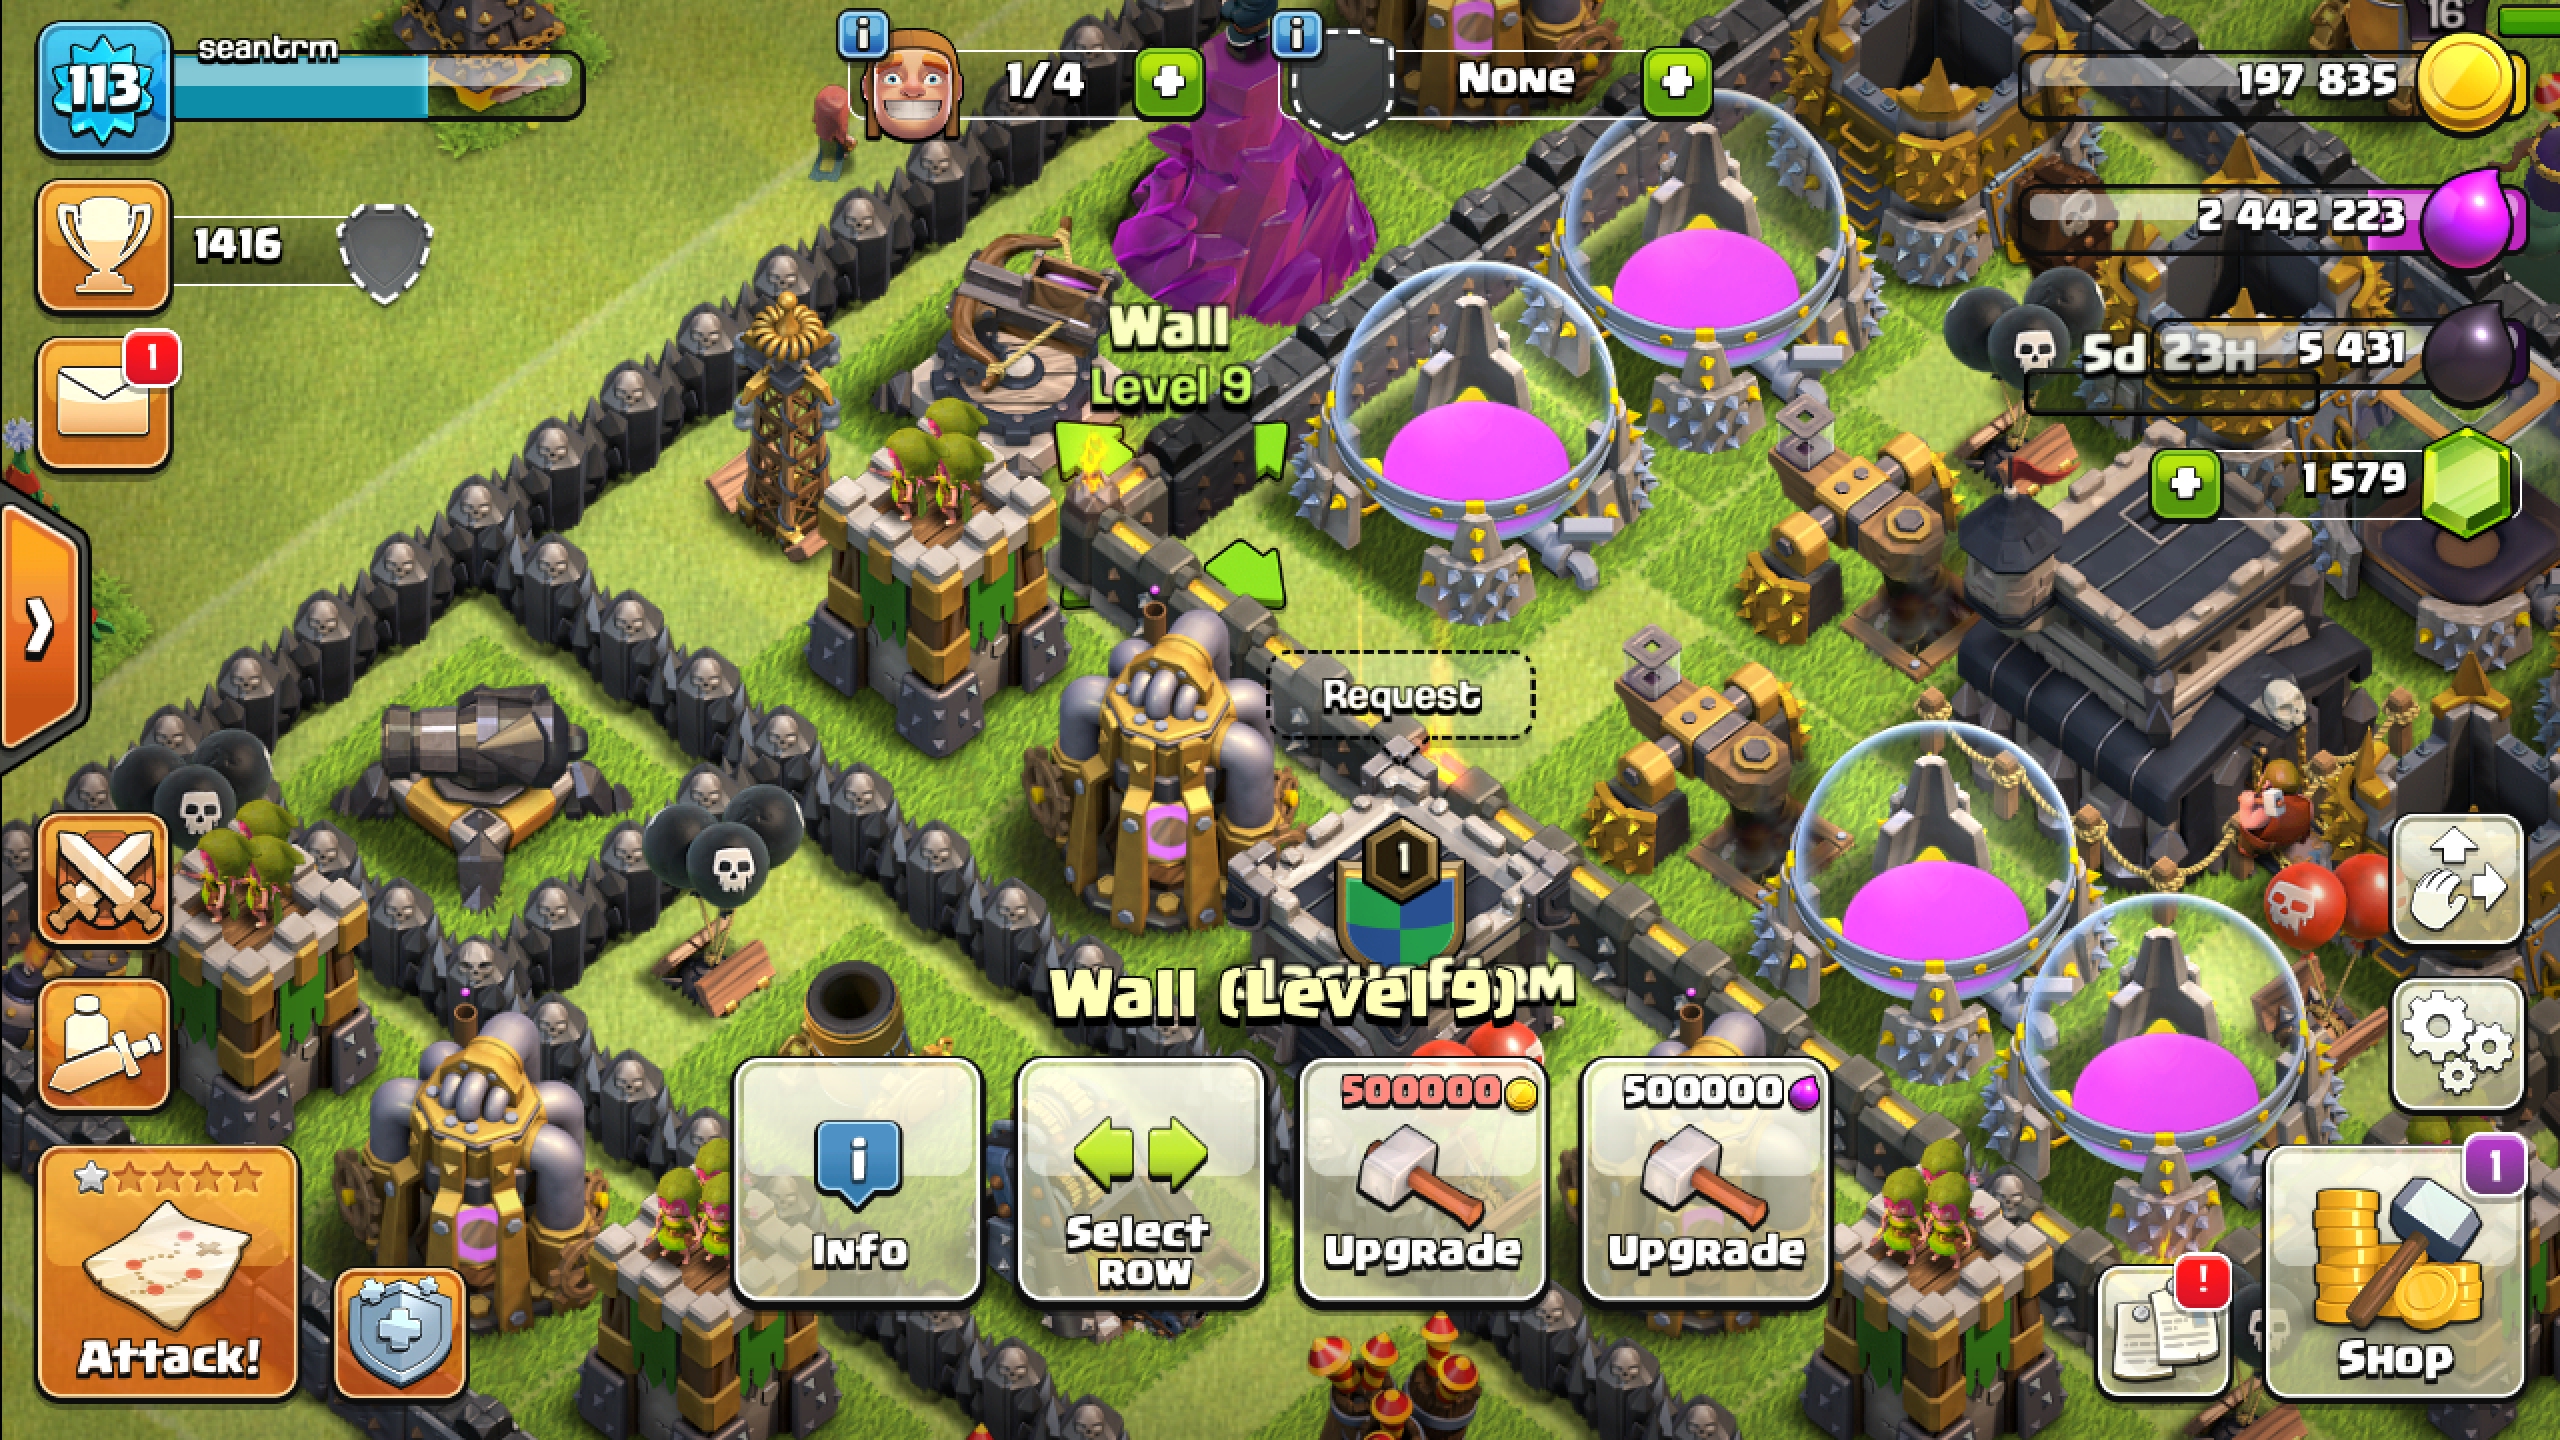 16
113
seantrm
1/4
None
197 835
1416
2 442 223
1
Wall
Level 9
5d 23h
5 431
1 579
Request
1
Wall (Level 9)
500000
500000
Info
Select
row
Upgrade
Upgrade
1
!
Attack!
Shop